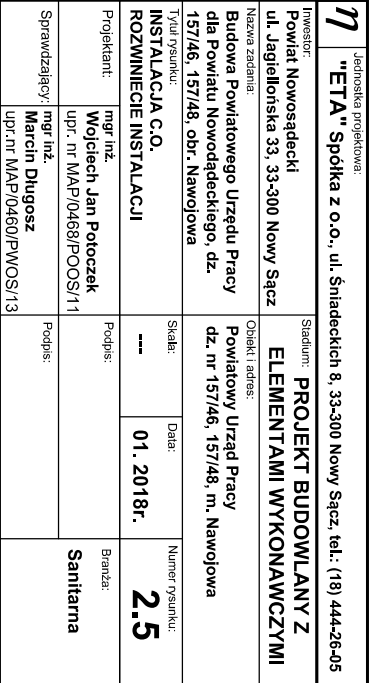 η
Jednostka projektowa:
"ETA" Spółka z o.o., ul. Śniadeckich 8, 33-300 Nowy Sącz, tel.: (18) 444-26-05
Inwestor:
Powiat Nowosądecki
ul. Jagiellońska 33, 33-300 Nowy Sącz
Stadium:
PROJEKT BUDOWLANY Z
ELEMENTAMI WYKONAWCZYMI
Nazwa zadania:
Budowa Powiatowego Urzędu Pracy
dla Powiatu Nowodądeckiego, dz.
157/46, 157/48, obr. Nawojowa
Obiekt i adres:
Powiatowy Urząd Pracy
dz. nr 157/46, 157/48, m. Nawojowa
Tytuł rysunku:
INSTALACJA C.O.
ROZWINIECIE INSTALACJI
Skala:
---
Data:
01. 2018r.
Numer rysunku:
2.5
Projektant:
mgr inż.
Wojciech Jan Potoczek
upr. nr MAP/0468/POOS/11
Podpis:
Branża:
Sanitarna
Sprawdzający:
mgr inż.
Marcin Długosz
upr.nr MAP/0460/PWOS/13
Podpis: